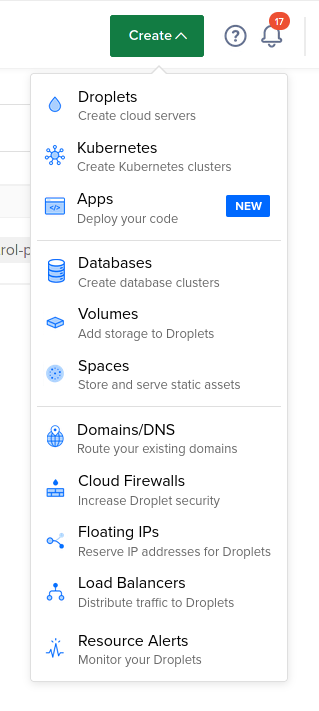 Create
17
Droplets
Create cloud servers
Kubernetes
Create Kubernetes clusters
Apps
Deploy your code
NEW
rol-p
Databases
Create database clusters
Volumes
Add storage to Droplets
Spaces
Store and serve static assets
Domains/DNS
Route your existing domains
Cloud Firewalls
Increase Droplet security
Floating IPs
Reserve IP addresses for Droplets
Load Balancers
Distribute traffic to Droplets
Resource Alerts
Monitor your Droplets